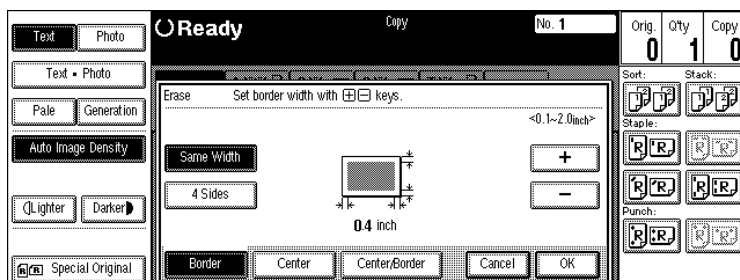 Text Photo
Text • Photo
Pale Generation
Auto Image Density
Lighter Darker
Special Original
Ready
Copy
No. 1
Erase Set border width with ⊞⊟ keys.
<0.1~2.0inch>
Same Width
4 Sides
0.4 inch
+
−
Border Center Center/Border Cancel OK
Orig. Q'ty Copy
0 1 0
Sort: Stack:
Staple:
Punch: